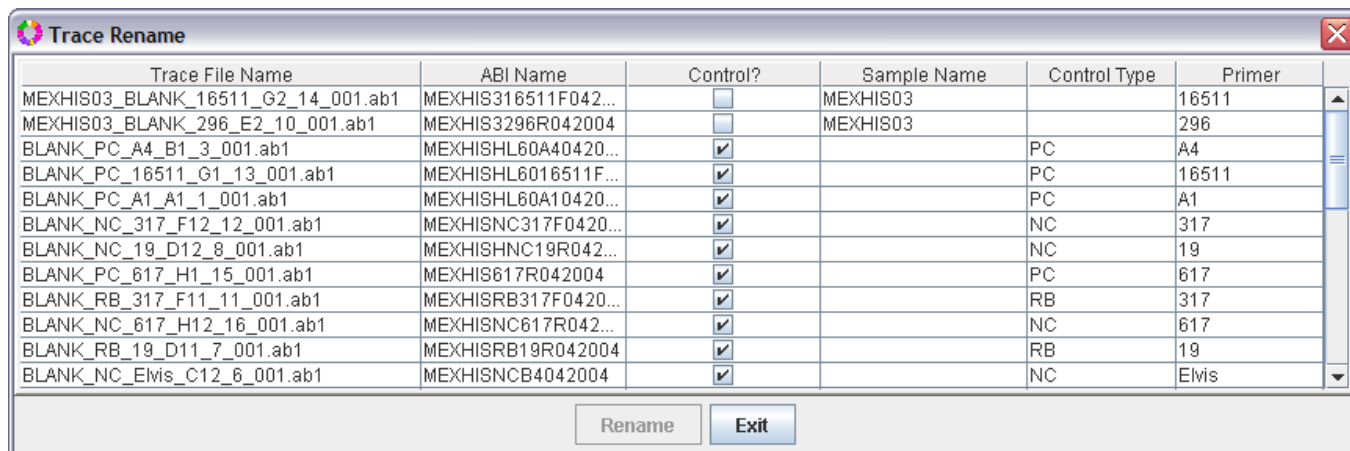 Trace Rename
Trace File Name ABI Name Control? Sample Name Control Type Primer
MEXHIS03_BLANK_16511_G2_14_001.ab1 MEXHIS316511F042... MEXHIS03 16511
MEXHIS03_BLANK_296_E2_10_001.ab1 MEXHIS3296R042004 MEXHIS03 296
BLANK_PC_A4_B1_3_001.ab1 MEXHISHL60A40420... PC A4
BLANK_PC_16511_G1_13_001.ab1 MEXHISHL6016511F... PC 16511
BLANK_PC_A1_A1_1_001.ab1 MEXHISHL60A10420... PC A1
BLANK_NC_317_F12_12_001.ab1 MEXHISNC317F0420... NC 317
BLANK_NC_19_D12_8_001.ab1 MEXHISHNC19R042... NC 19
BLANK_PC_617_H1_15_001.ab1 MEXHIS617R042004 PC 617
BLANK_RB_317_F11_11_001.ab1 MEXHISRB317F0420... RB 317
BLANK_NC_617_H12_16_001.ab1 MEXHISNC617R042... NC 617
BLANK_RB_19_D11_7_001.ab1 MEXHISRB19R042004 RB 19
BLANK_NC_Elvis_C12_6_001.ab1 MEXHISNCB4042004 NC Elvis
Rename Exit